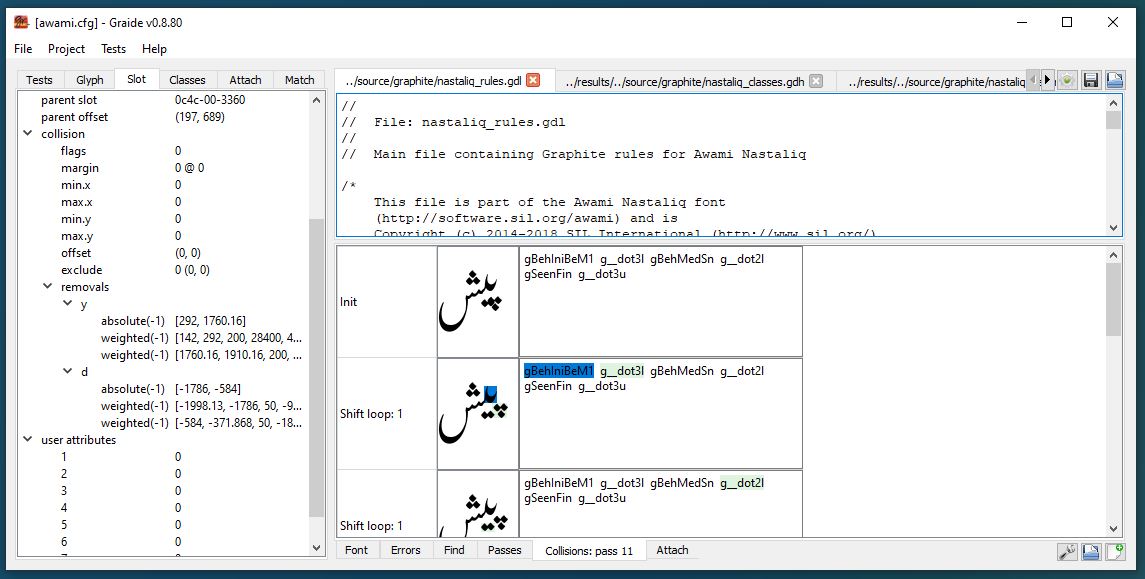 [awami.cfg] - Graide v0.8.80
File Project Tests Help
Tests Glyph Slot Classes Attach Match
parent slot 0c4c-00-3360
parent offset (197, 689)
collision
flags 0
margin 0 @ 0
min.x 0
max.x 0
min.y 0
max.y 0
offset (0, 0)
exclude 0 (0, 0)
removals
y
absolute(-1) [292, 1760.16]
weighted(-1) [142, 292, 200, 28400, 4...
weighted(-1) [1760.16, 1910.16, 200, ...
d
absolute(-1) [-1786, -584]
weighted(-1) [-1998.13, -1786, 50, -9...
weighted(-1) [-584, -371.868, 50, -18...
user attributes
1 0
2 0
3 0
4 0
5 0
6 0
../source/graphite/nastaliq_rules.gdl ../results/../source/graphite/nastaliq_classes.gdh ../results/../source/graphite/nastaliq
//
// File: nastaliq_rules.gdl
//
// Main file containing Graphite rules for Awami Nastaliq
/*
This file is part of the Awami Nastaliq font
(http://software.sil.org/awami) and is
Copyright (c) 2014-2018 SIL International (http://www.sil.org/)
Init
پیش
gBehIniBeM1 g__dot3l gBehMedSn g__dot2l
gSeenFin g__dot3u
Shift loop: 1
پیش
gBehIniBeM1 g__dot3l gBehMedSn g__dot2l
gSeenFin g__dot3u
Shift loop: 1
پیش
gBehIniBeM1 g__dot3l gBehMedSn g__dot2l
gSeenFin g__dot3u
Font Errors Find Passes Collisions: pass 11 Attach